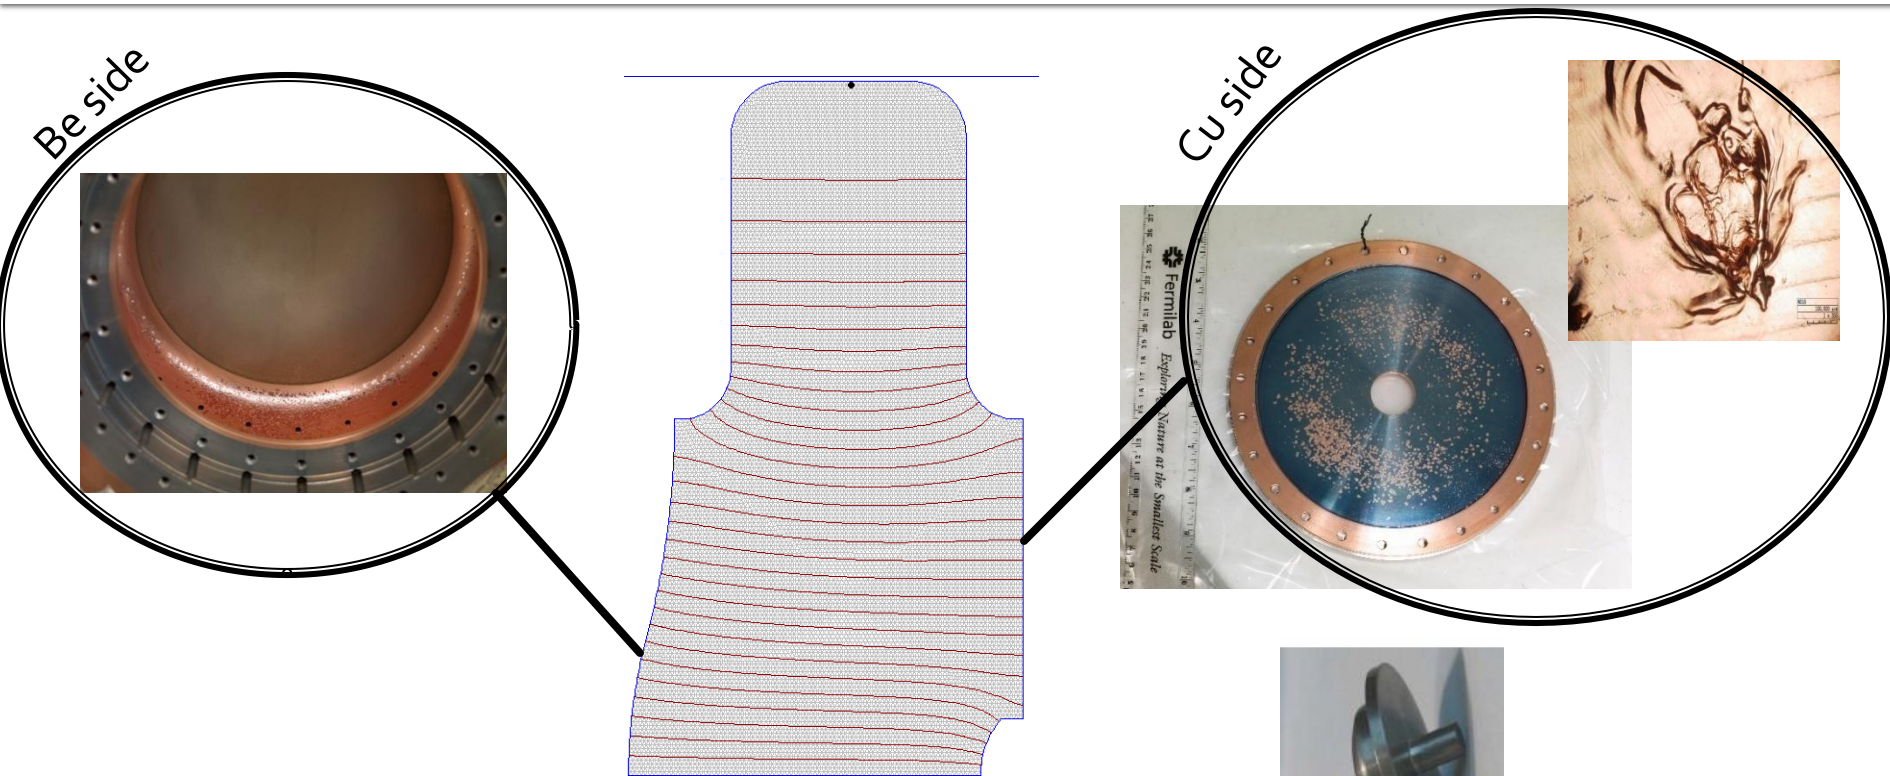 Be side
Cu side
Fermilab
Exploring Nature at the Smallest Scale